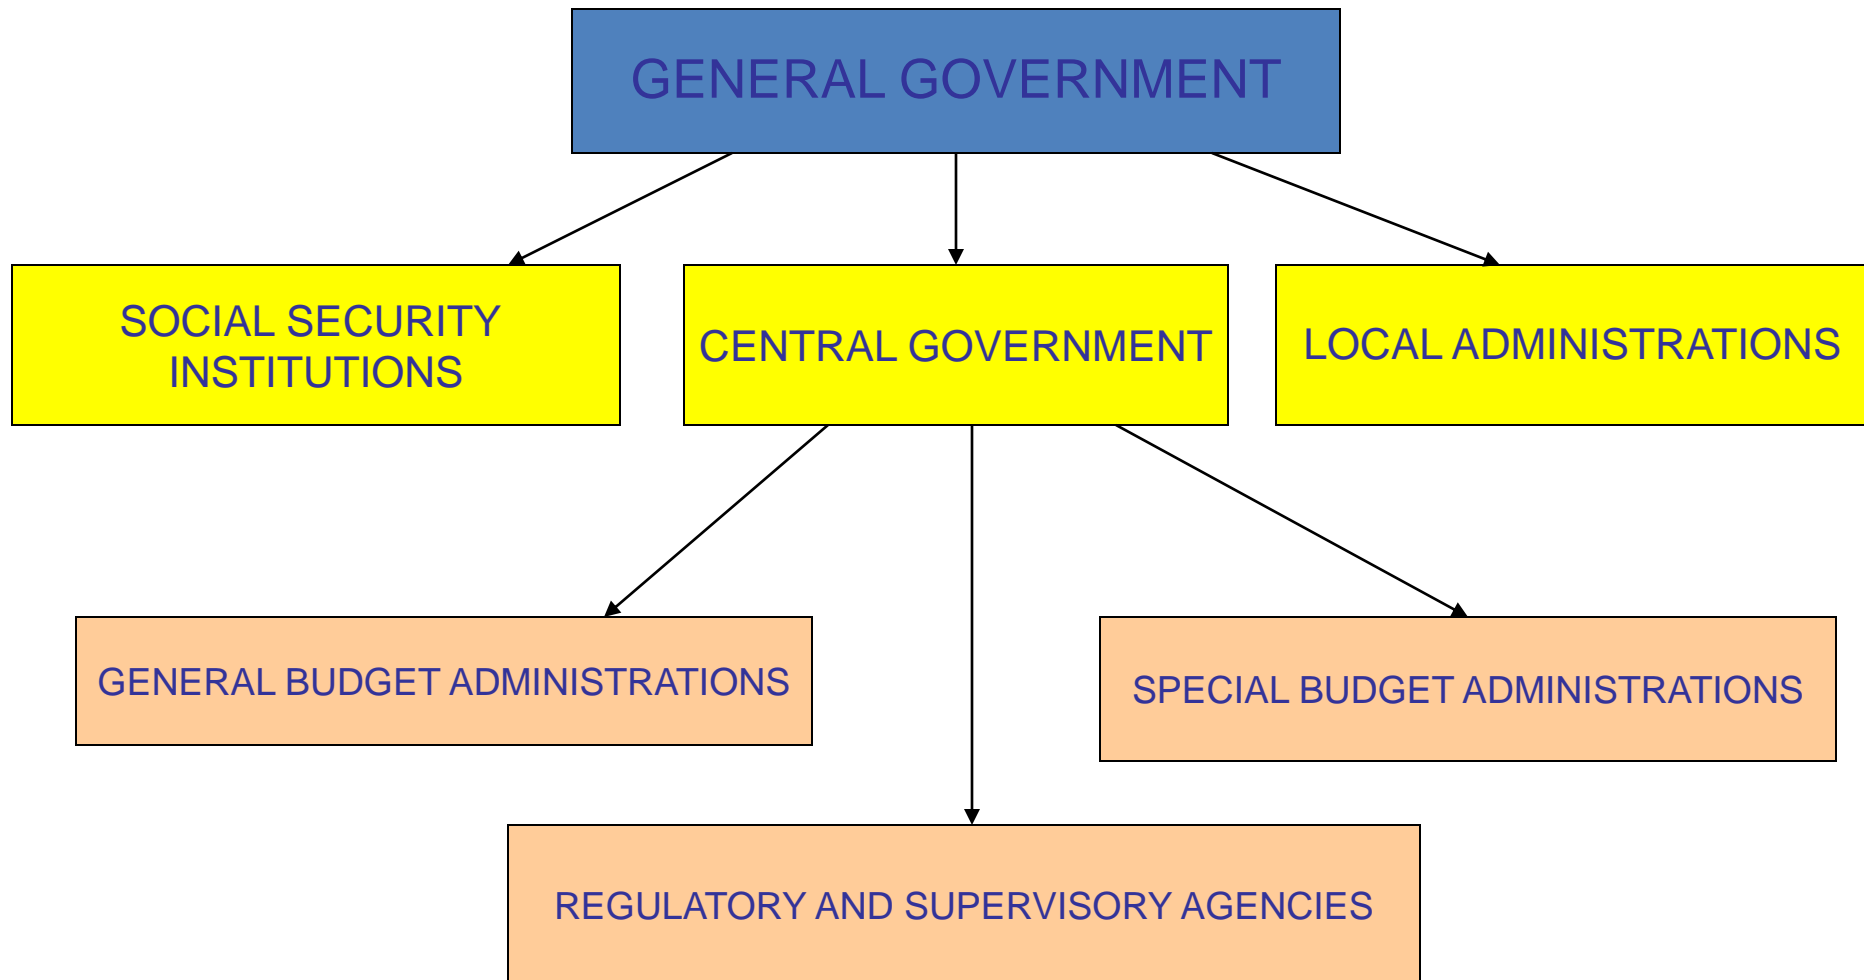 GENERAL GOVERNMENT
SOCIAL SECURITY
INSTITUTIONS
CENTRAL GOVERNMENT
LOCAL ADMINISTRATIONS
GENERAL BUDGET ADMINISTRATIONS
SPECIAL BUDGET ADMINISTRATIONS
REGULATORY AND SUPERVISORY AGENCIES